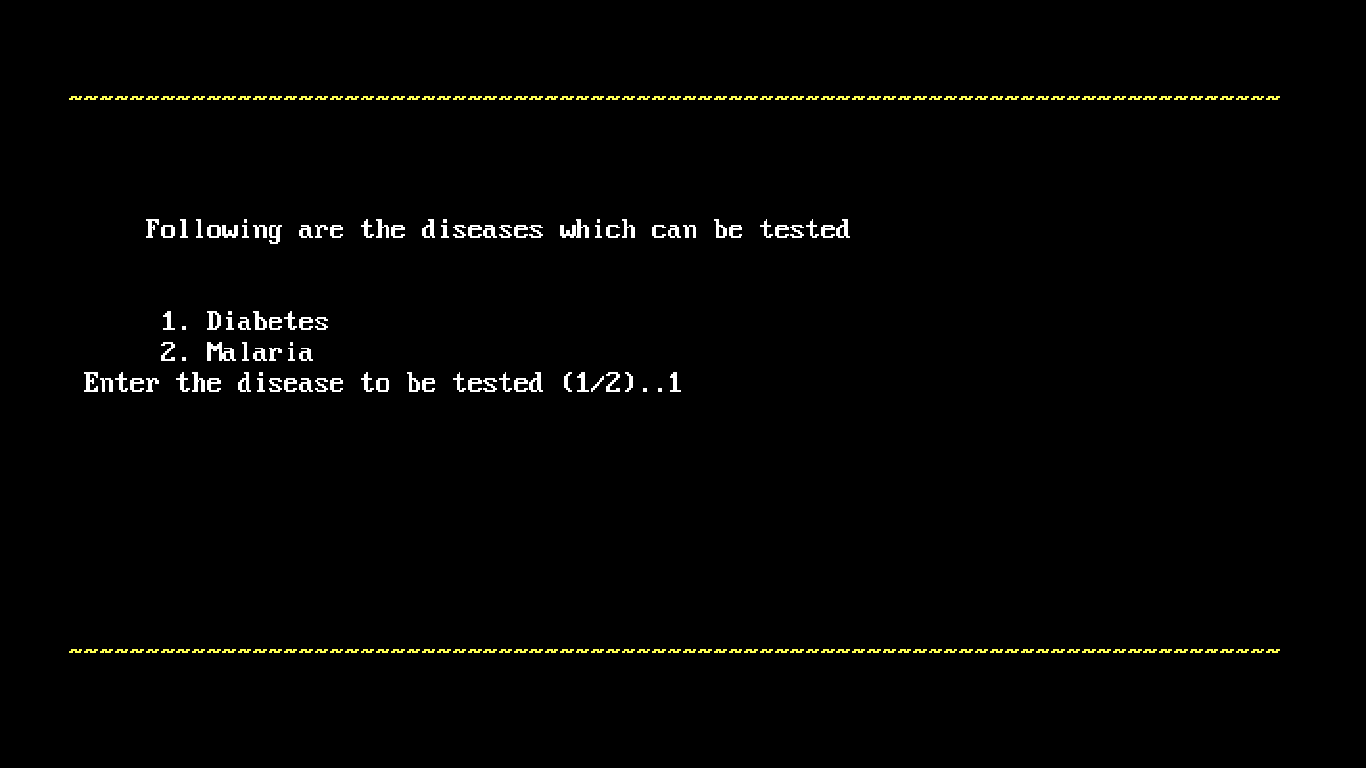 Following are the diseases which can be tested
1. Diabetes
2. Malaria
Enter the disease to be tested (1/2)..1